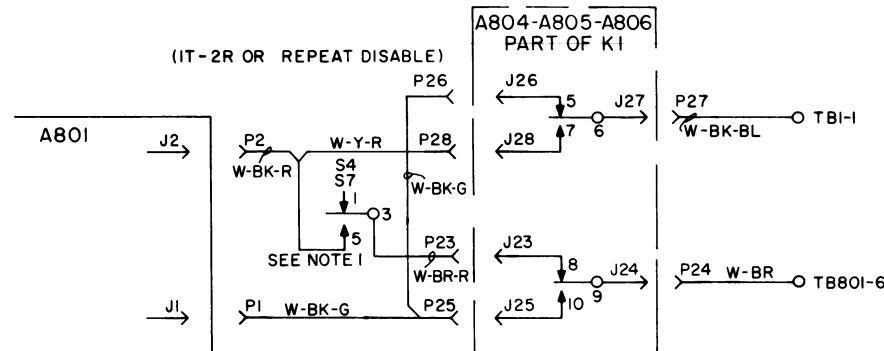 A804-A805-A806
PART OF K1
(IT-2R OR REPEAT DISABLE)
P26 J26
5 J27 P27
A801
6 TB1-1
J2 P2 W-Y-R P28 J28 7 W-BK-BL
W-BK-R
S4
S7
W-BK-G
1
3
5 P23 J23
SEE NOTE 1
W-BR-R
8 J24 P24 W-BR
TB801-6
9
J1 P1 W-BK-G P25 J25 10